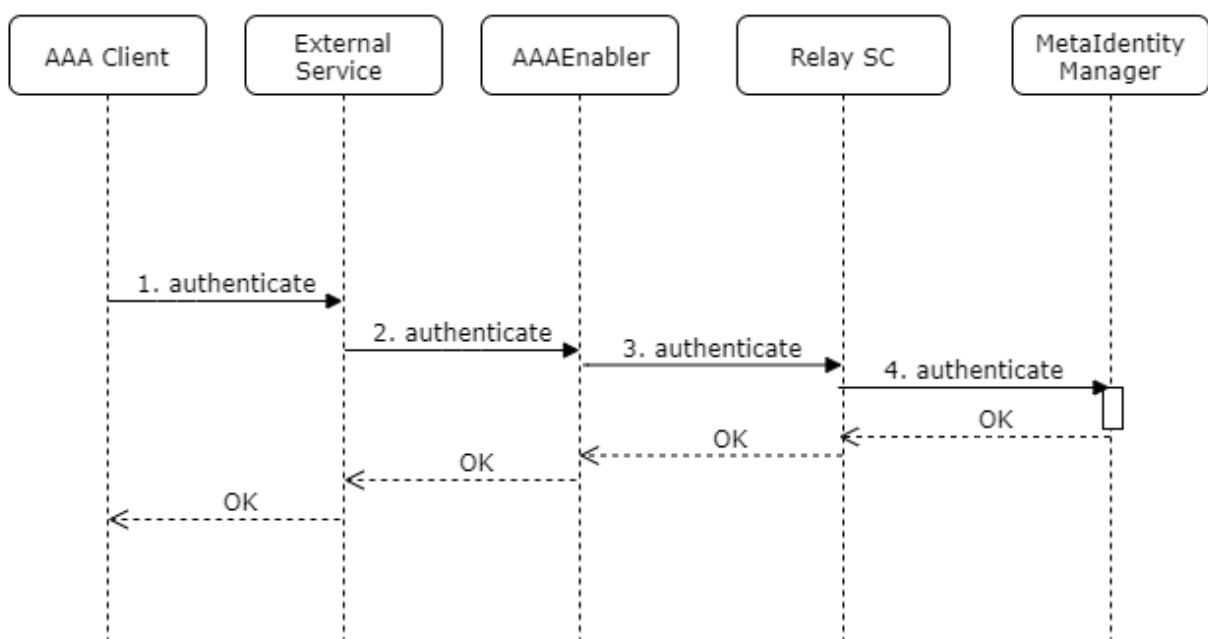 AAA Client
External
Service
AAAEnabler
Relay SC
MetaIdentity
Manager
1. authenticate
2. authenticate
3. authenticate
4. authenticate
OK
OK
OK
OK